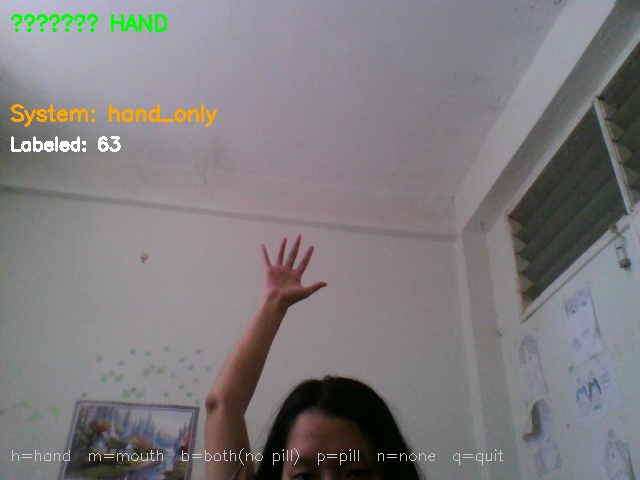 ??????? HAND
System: hand_only
Labeled: 63
h=hand m=mouth b=both(no pill) p=pill n=none q=quit